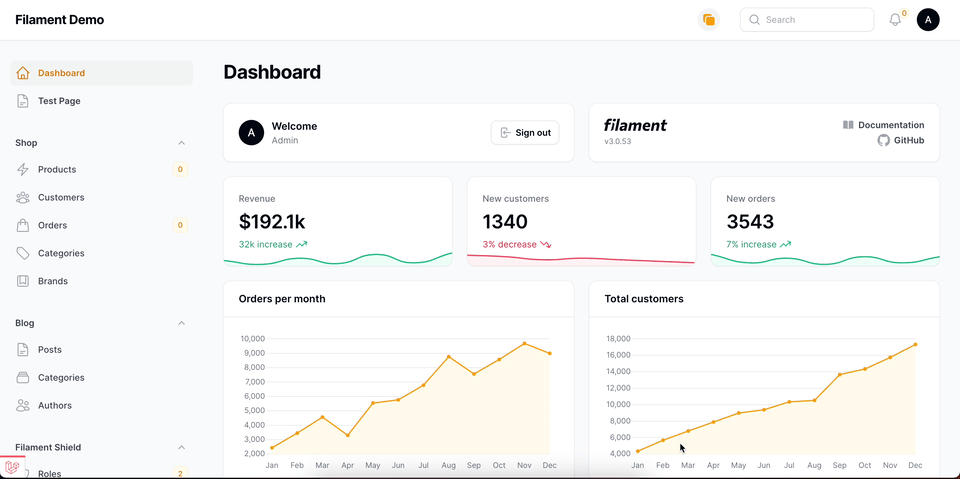 Filament Demo
Search
0
A
Dashboard
Test Page
Shop
Products 0
Customers
Orders 0
Categories
Brands
Blog
Posts
Categories
Authors
Filament Shield
Roles 2
Dashboard
A
Welcome
Admin
Sign out
filament
v3.0.53
Documentation
GitHub
Revenue
$192.1k
32k increase
New customers
1340
3% decrease
New orders
3543
7% increase
Orders per month
10,000
9,000
8,000
7,000
6,000
5,000
4,000
3,000
2,000
Jan Feb Mar Apr May Jun Jul Aug Sep Oct Nov Dec
Total customers
18,000
16,000
14,000
12,000
10,000
8,000
6,000
4,000
Jan Feb Mar Apr May Jun Jul Aug Sep Oct Nov Dec